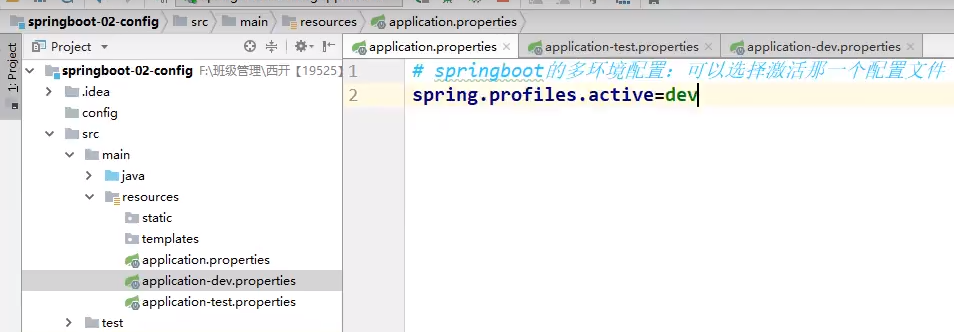 springboot-02-config
src
main
resources
application.properties
1: Project
Project
application.properties
application-test.properties
application-dev.properties
springboot-02-config F:\班级管理\西开【19525】
.idea
config
src
main
java
resources
static
templates
application.properties
application-dev.properties
application-test.properties
test
1 # springboot的多环境配置：可以选择激活那一个配置文件
2 spring.profiles.active=dev